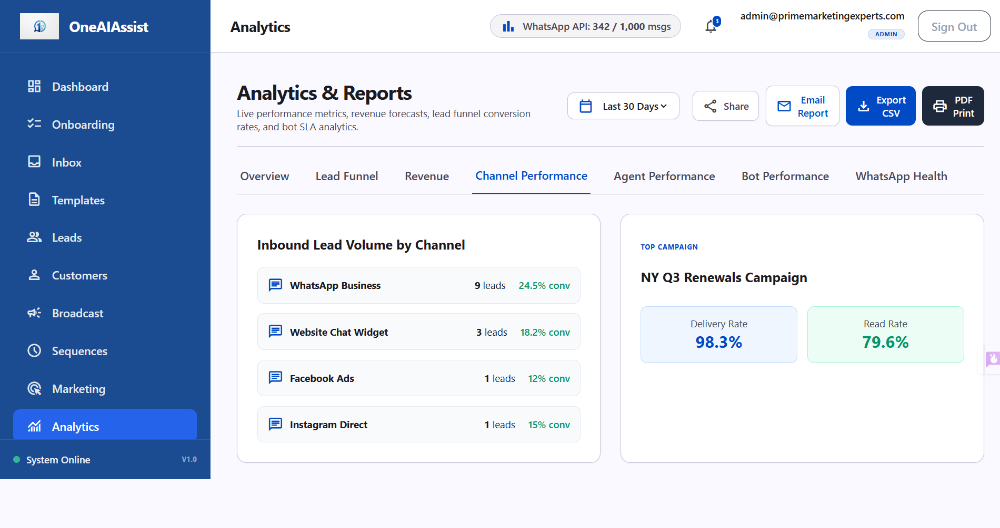 OneAIAssist
Dashboard
Onboarding
Inbox
Templates
Leads
Customers
Broadcast
Sequences
Marketing
Analytics
System Online
V1.0
Analytics
WhatsApp API: 342 / 1,000 msgs
3
admin@primemarketingexperts.com
ADMIN
Sign Out
Analytics & Reports
Live performance metrics, revenue forecasts, lead funnel conversion
rates, and bot SLA analytics.
Last 30 Days
Share
Email
Report
Export
CSV
PDF
Print
Overview
Lead Funnel
Revenue
Channel Performance
Agent Performance
Bot Performance
WhatsApp Health
Inbound Lead Volume by Channel
WhatsApp Business 9 leads 24.5% conv
Website Chat Widget 3 leads 18.2% conv
Facebook Ads 1 leads 12% conv
Instagram Direct 1 leads 15% conv
TOP CAMPAIGN
NY Q3 Renewals Campaign
Delivery Rate
98.3%
Read Rate
79.6%